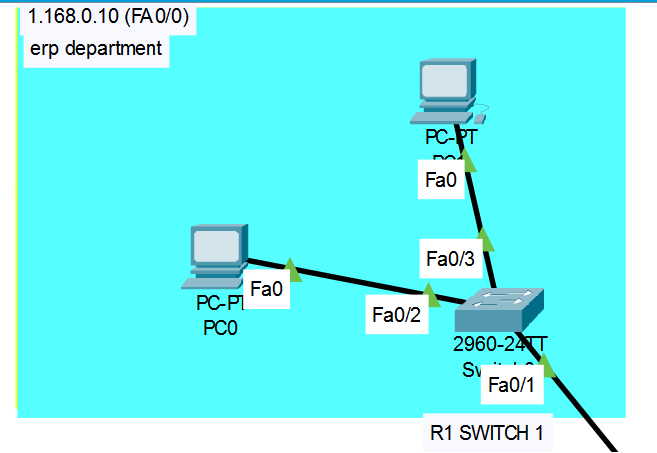 1.168.0.10 (FA0/0)
erp department
PC-PT
Fa0
Fa0/3
PC-PT
PC0
Fa0
Fa0/2
2960-24TT
Fa0/1
R1 SWITCH 1